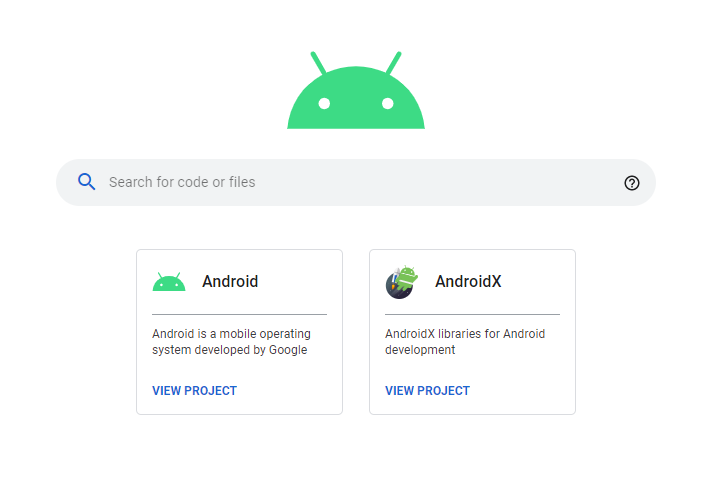 Search for code or files
Android
Android is a mobile operating
system developed by Google
VIEW PROJECT
AndroidX
AndroidX libraries for Android
development
VIEW PROJECT